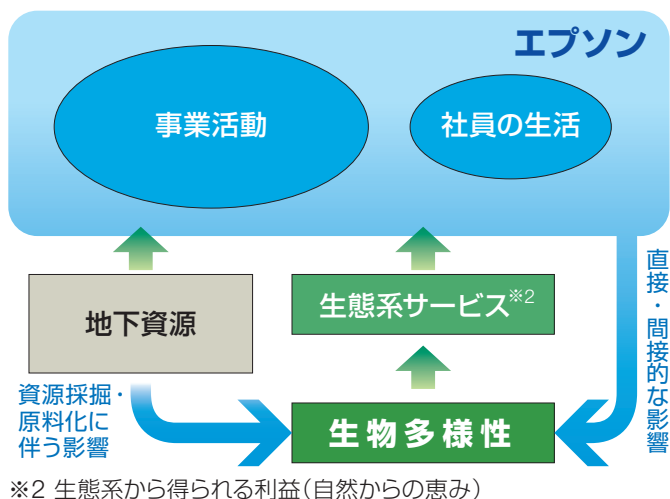 エプソン
事業活動
社員の生活
地下資源
生態系サービス※2
直接・間接的な影響
資源採掘・
原料化に
伴う影響
生物多様性
※2 生態系から得られる利益(自然からの恵み)